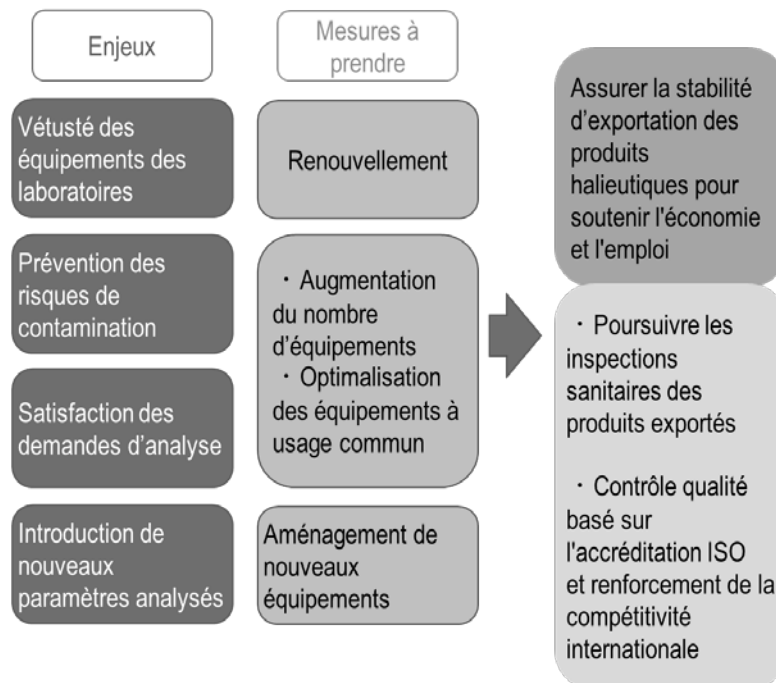 Enjeux
Mesures à
prendre
Vétusté des
équipements des
laboratoires
Renouvellement
Prévention des
risques de
contamination
・Augmentation
du nombre
d'équipements
・Optimalisation
des équipements à
usage commun
Satisfaction des
demandes d'analyse
Introduction de
nouveaux
paramètres analysés
Aménagement de
nouveaux
équipements
Assurer la stabilité
d'exportation des
produits
halieutiques pour
soutenir l'économie
et l'emploi
・Poursuivre les
inspections
sanitaires des
produits exportés
・Contrôle qualité
basé sur
l'accréditation ISO
et renforcement de la
compétitivité
internationale